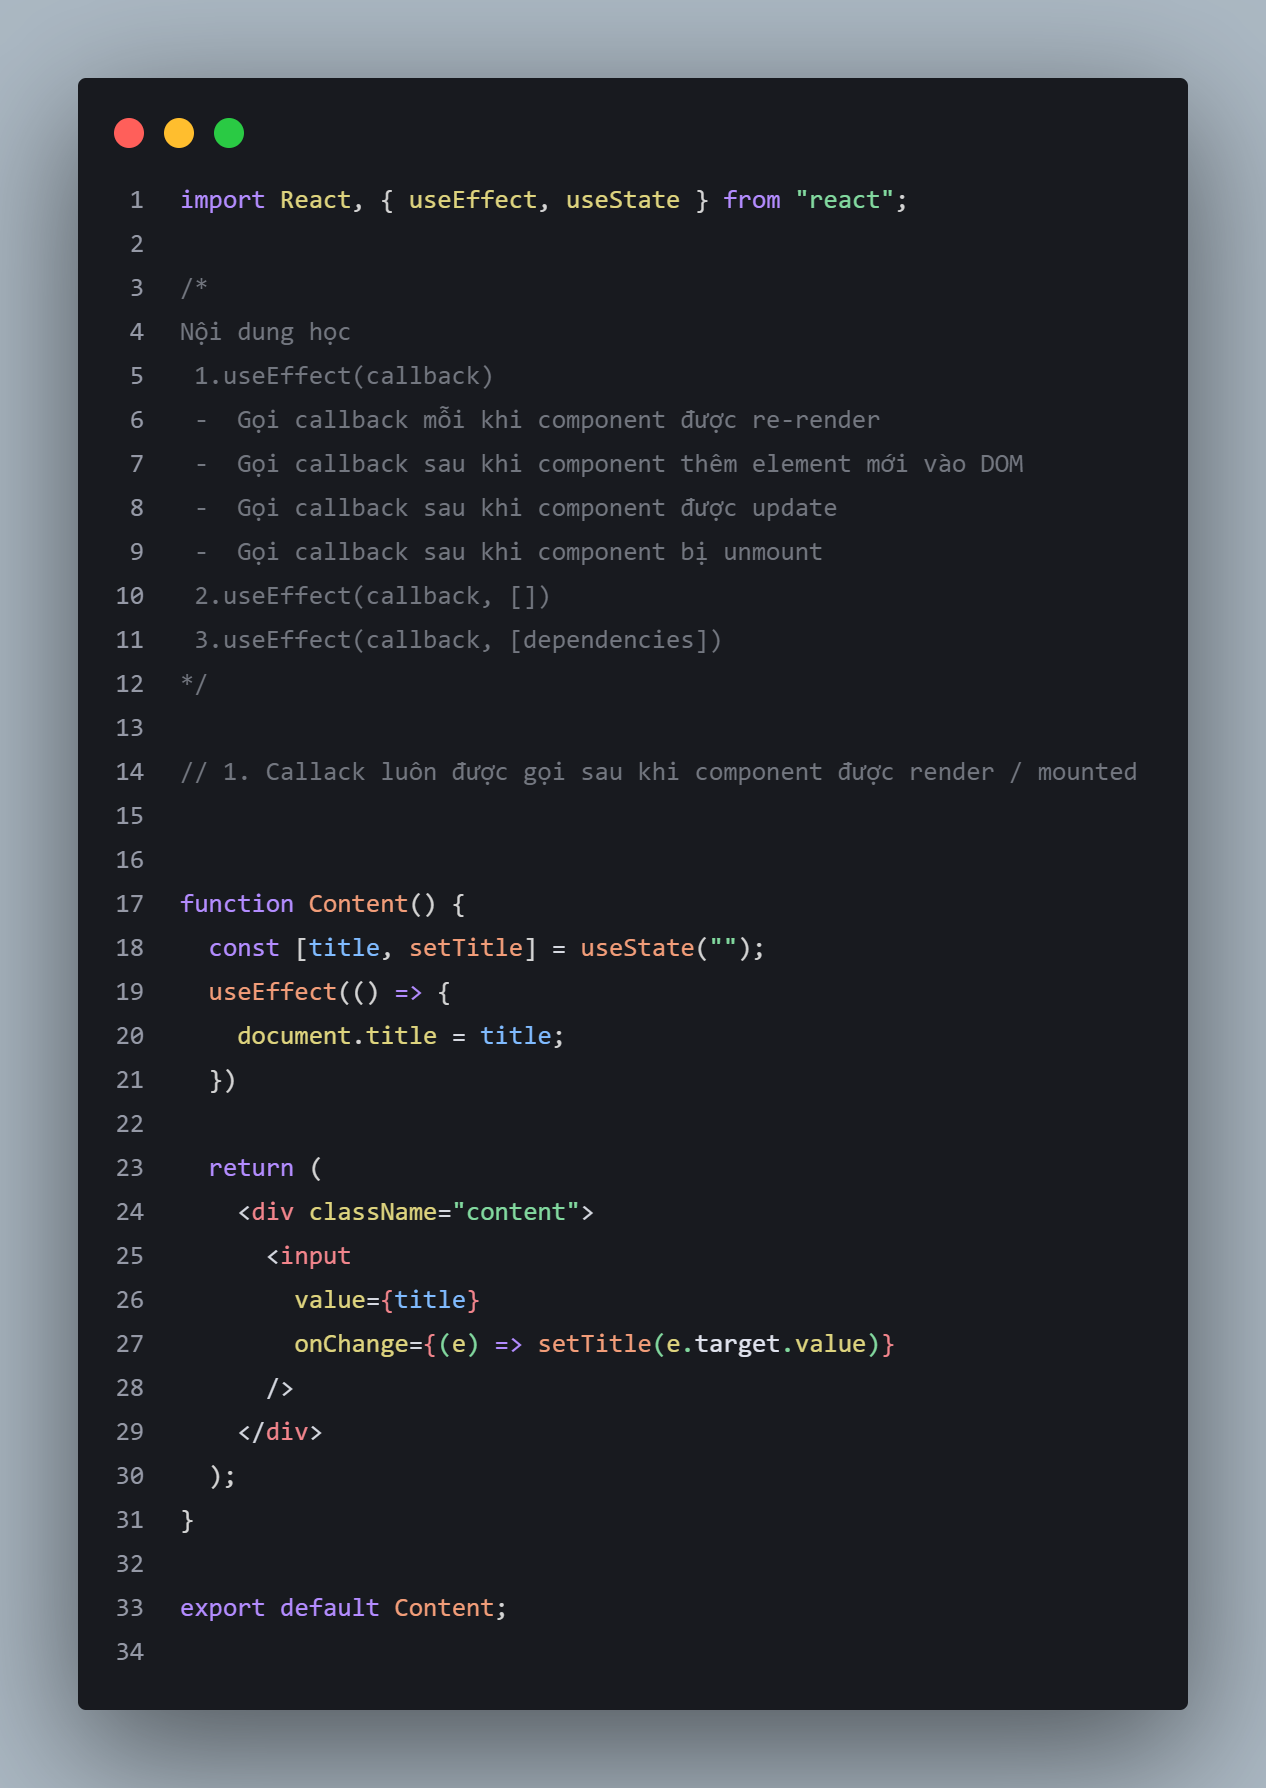 1 import React, { useEffect, useState } from "react";
2
3 /*
4 Nội dung học
5  1.useEffect(callback)
6  -  Gọi callback mỗi khi component được re-render
7  -  Gọi callback sau khi component thêm element mới vào DOM
8  -  Gọi callback sau khi component được update
9  -  Gọi callback sau khi component bị unmount
10  2.useEffect(callback, [])
11  3.useEffect(callback, [dependencies])
12 */
13
14 // 1. Callack luôn được gọi sau khi component được render / mounted
15
16
17 function Content() {
18   const [title, setTitle] = useState("");
19   useEffect(() => {
20     document.title = title;
21   })
22
23   return (
24     <div className="content">
25       <input
26         value={title}
27         onChange={(e) => setTitle(e.target.value)}
28       />
29     </div>
30   );
31 }
32
33 export default Content;
34